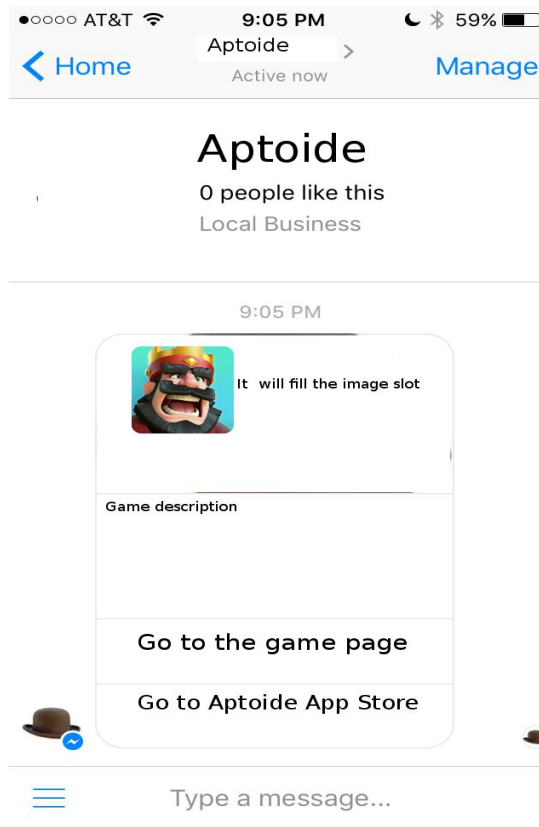 AT&T 9:05 PM 59%
Home Aptoide Manage
Active now
Aptoide
0 people like this
Local Business
9:05 PM
It will fill the image slot
Game description
Go to the game page
Go to Aptoide App Store
Type a message...